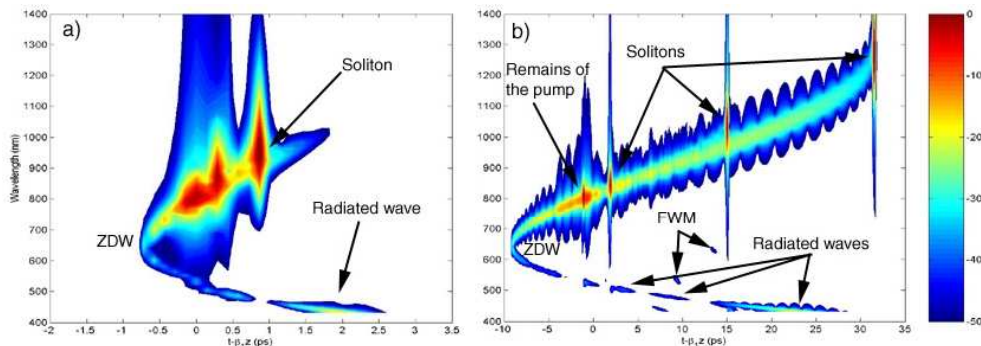 a)
Soliton
Radiated wave
ZDW
Wavelength(nm)
1400
1300
1200
1100
1000
900
800
700
600
500
400
-1.5 -1 -0.5 0 0.5 1 1.5 2 2.5 3 3.5
t-β₁z (ps)
b)
Solitons
Remains of
the pump
FWM
ZDW
Radiated waves
1400
1300
1200
1100
1000
900
800
700
600
500
400
-10 -5 0 5 10 15 20 25 30 35
t-β₁z (ps)
0
-10
-20
-30
-40
-50